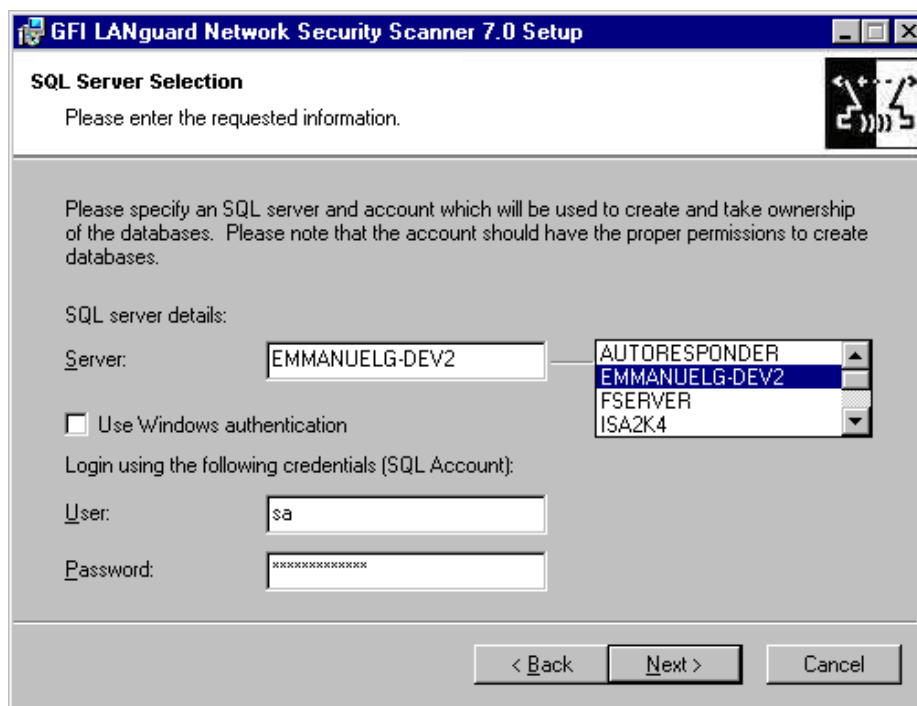 GFI LANguard Network Security Scanner 7.0 Setup
SQL Server Selection
Please enter the requested information.
Please specify an SQL server and account which will be used to create and take ownership
of the databases. Please note that the account should have the proper permissions to create
databases.
SQL server details:
Server:
EMMANUELG-DEV2
AUTORESPONDER
EMMANUELG-DEV2
FSERVER
ISA2K4
Use Windows authentication
Login using the following credentials (SQL Account):
User:
sa
Password:
*************
< Back
Next >
Cancel